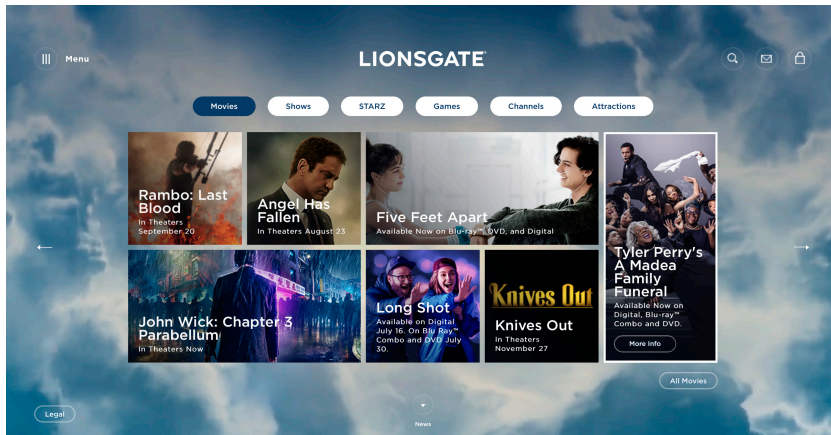 Menu
LIONSGATE
Movies
Shows
STARZ
Games
Channels
Attractions
Rambo: Last
Blood
In Theaters
September 20
Angel Has
Fallen
In Theaters August 23
Five Feet Apart
Available Now on Blu-ray™, DVD, and Digital
Tyler Perry's
A Madea
Family
Funeral
Available Now on
Digital, Blu-ray™
Combo and DVD.
More Info
John Wick: Chapter 3
Parabellum
In Theaters Now
Long Shot
Available on Digital
July 16. On Blu Ray™
Combo and DVD July
30.
Knives Out
Knives Out
In Theaters
November 27
All Movies
Legal
News